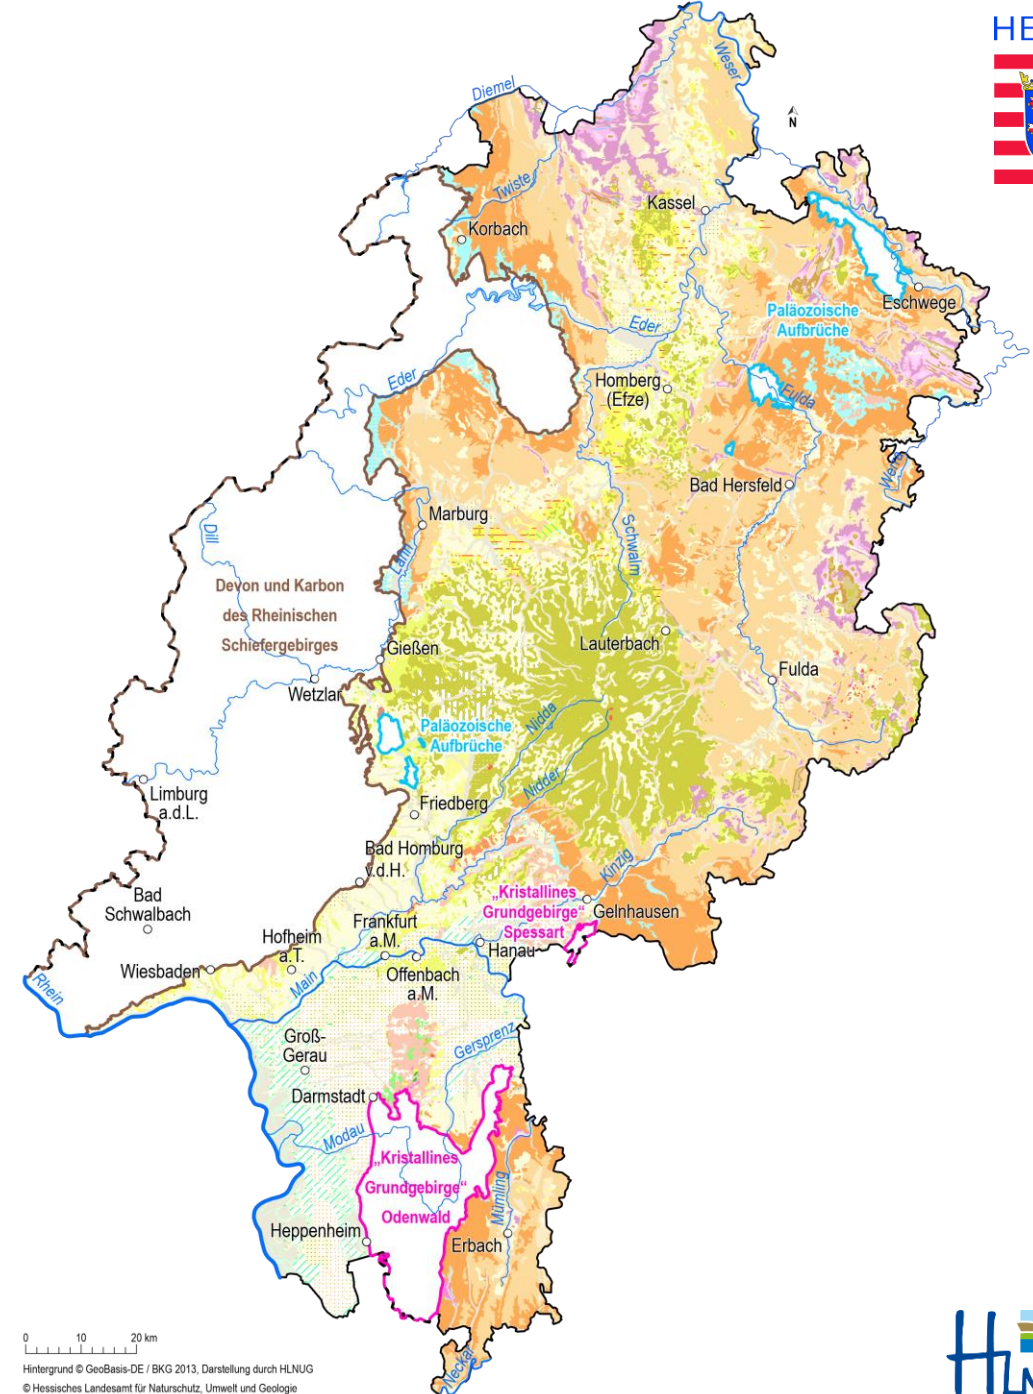 HE
Weser
Diemel
N
Twiste
Kassel
Korbach
Eschwege
Paläozoische
Aufbrüche
Eder
Eder
Homberg
(Efze)
Fulda
Werra
Bad Hersfeld
Marburg
Schwalm
Dill
Lahn
Devon und Karbon
des Rheinischen
Schiefergebirges
Lauterbach
Gießen
Fulda
Wetzlar
Paläozoische
Aufbrüche
Nidda
Nidder
Limburg
a.d.L.
Friedberg
Bad Homburg
v.d.H.
Kinzig
„Kristallines
Grundgebirge“
Spessart
Gelnhausen
Bad
Schwalbach
Frankfurt
a.M.
Hofheim
a.T.
Hanau
Wiesbaden
Offenbach
a.M.
Rhein
Main
Groß-
Gerau
Gersprenz
Darmstadt
Modau
„Kristallines
Grundgebirge“
Odenwald
Mümling
Heppenheim
Erbach
Neckar
0 10 20 km
Hintergrund © GeoBasis-DE / BKG 2013, Darstellung durch HLNUG
© Hessisches Landesamt für Naturschutz, Umwelt und Geologie